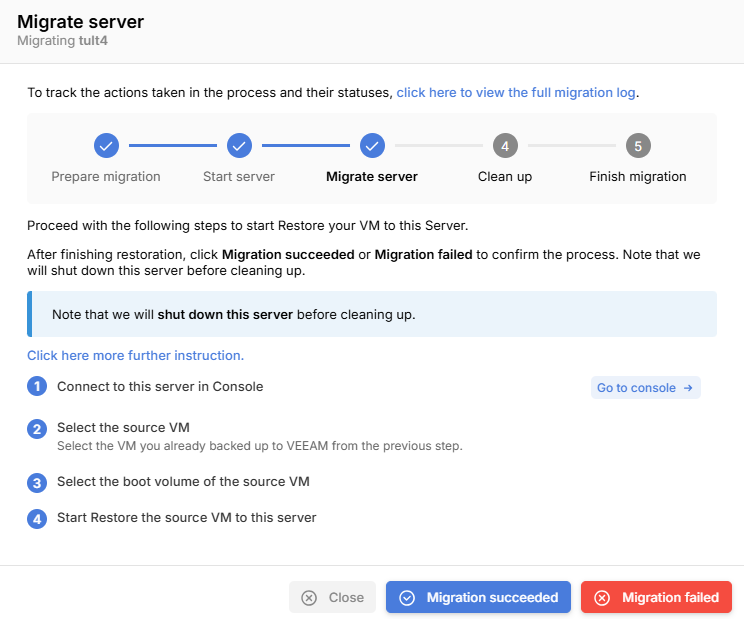 Migrate server
Migrating tult4
To track the actions taken in the process and their statuses, click here to view the full migration log.
4
5
Prepare migration
Start server
Migrate server
Clean up
Finish migration
Proceed with the following steps to start Restore your VM to this Server.
After finishing restoration, click Migration succeeded or Migration failed to confirm the process. Note that we
will shut down this server before cleaning up.
Note that we will shut down this server before cleaning up.
Click here more further instruction.
1 Connect to this server in Console
Go to console →
2 Select the source VM
Select the VM you already backed up to VEEAM from the previous step.
3 Select the boot volume of the source VM
4 Start Restore the source VM to this server
Close
Migration succeeded
Migration failed